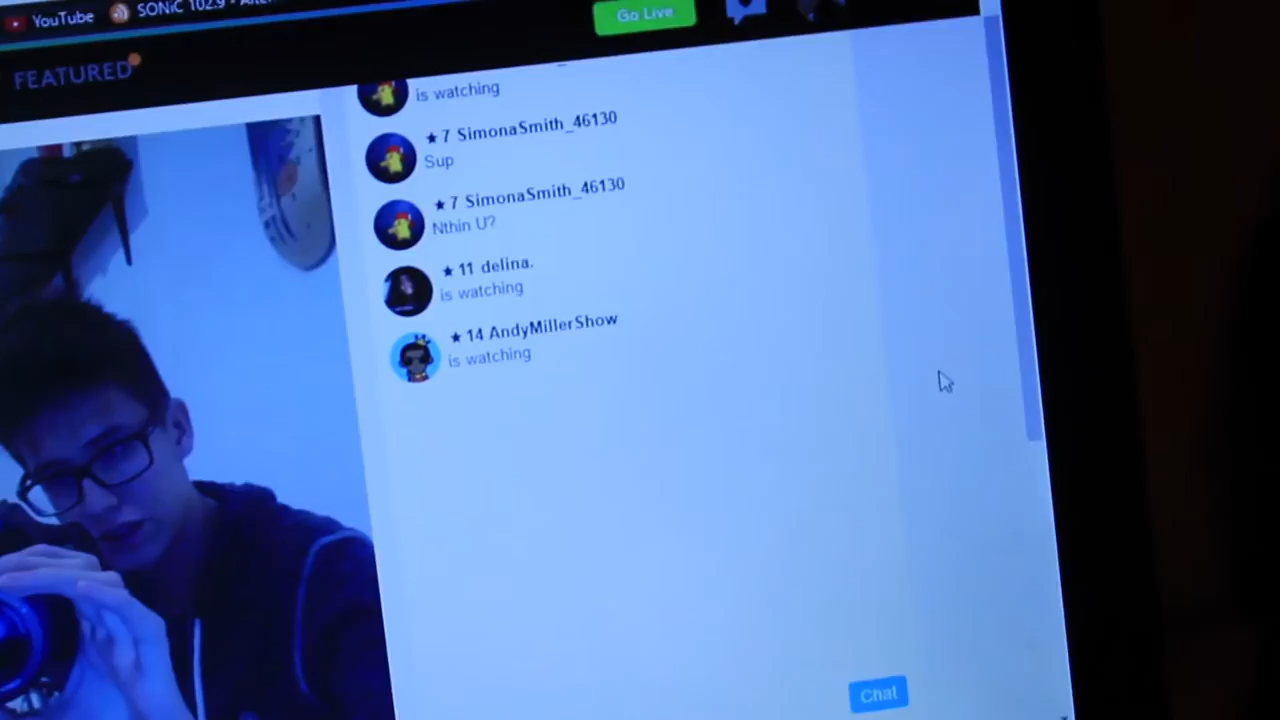 YouTube SONiC 102.9 -
Go Live
FEATURED
is watching
★ 7 SimonaSmith_46130
Sup
★ 7 SimonaSmith_46130
Nthin U?
★ 11 delina.
is watching
★ 14 AndyMillerShow
is watching
Chat